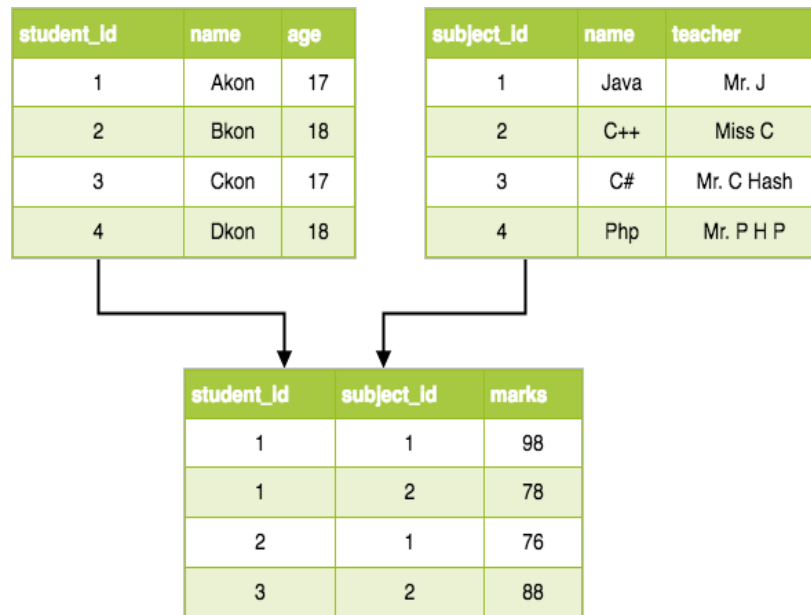 student_id name age
1 Akon 17
2 Bkon 18
3 Ckon 17
4 Dkon 18
subject_id name teacher
1 Java Mr. J
2 C++ Miss C
3 C# Mr. C Hash
4 Php Mr. P H P
student_id subject_id marks
1 1 98
1 2 78
2 1 76
3 2 88